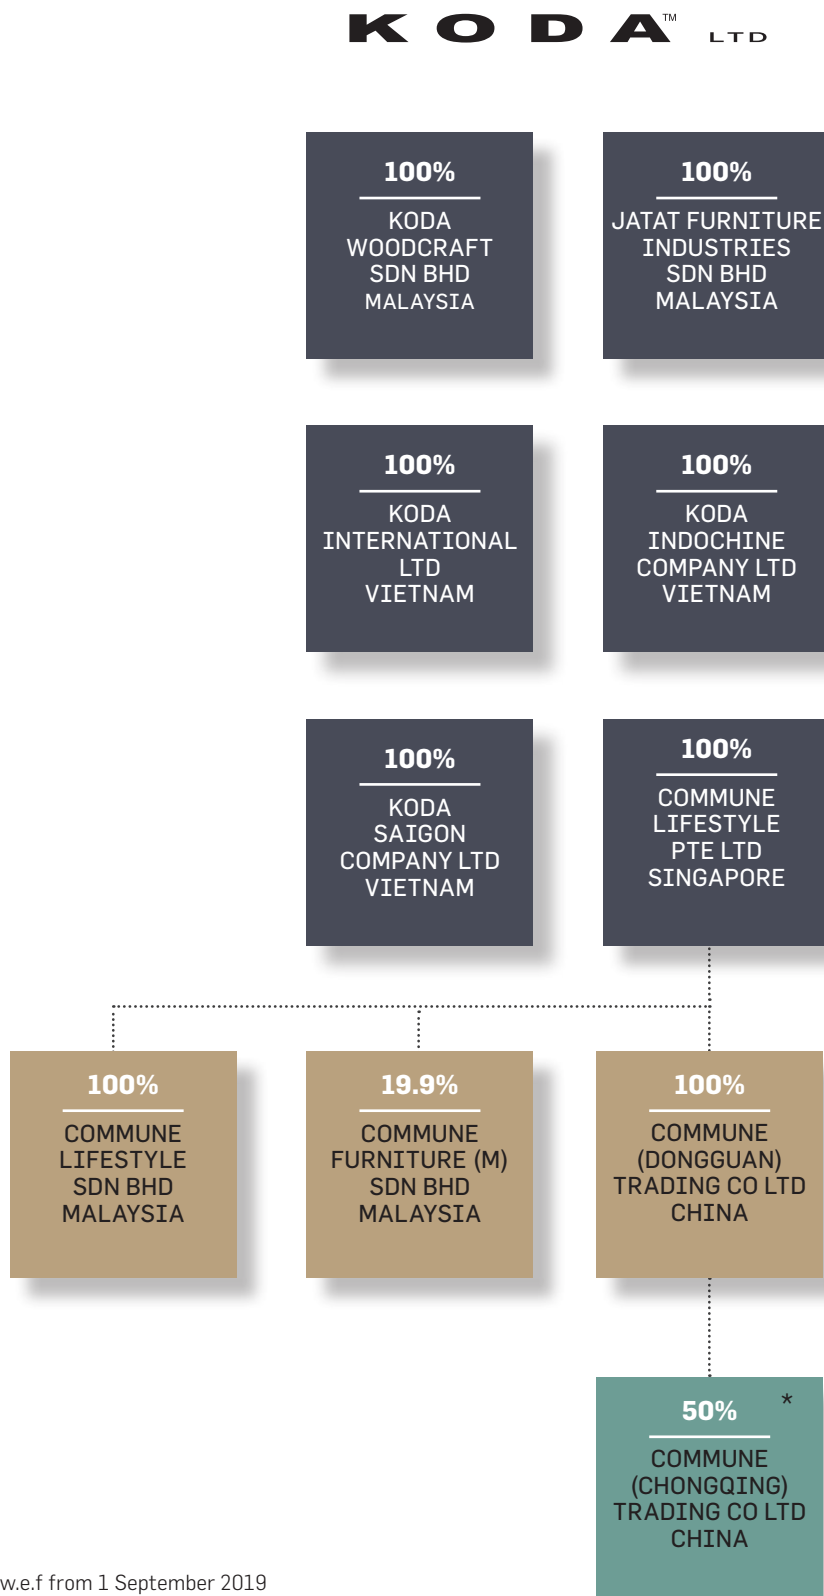 KODA™ LTD
100%
KODA
WOODCRAFT
SDN BHD
MALAYSIA
100%
JATAT FURNITURE
INDUSTRIES
SDN BHD
MALAYSIA
100%
KODA
INTERNATIONAL
LTD
VIETNAM
100%
KODA
INDOCHINE
COMPANY LTD
VIETNAM
100%
KODA
SAIGON
COMPANY LTD
VIETNAM
100%
COMMUNE
LIFESTYLE
PTE LTD
SINGAPORE
100%
COMMUNE
LIFESTYLE
SDN BHD
MALAYSIA
19.9%
COMMUNE
FURNITURE (M)
SDN BHD
MALAYSIA
100%
COMMUNE
(DONGGUAN)
TRADING CO LTD
CHINA
50% *
COMMUNE
(CHONGQING)
TRADING CO LTD
CHINA
w.e.f from 1 September 2019